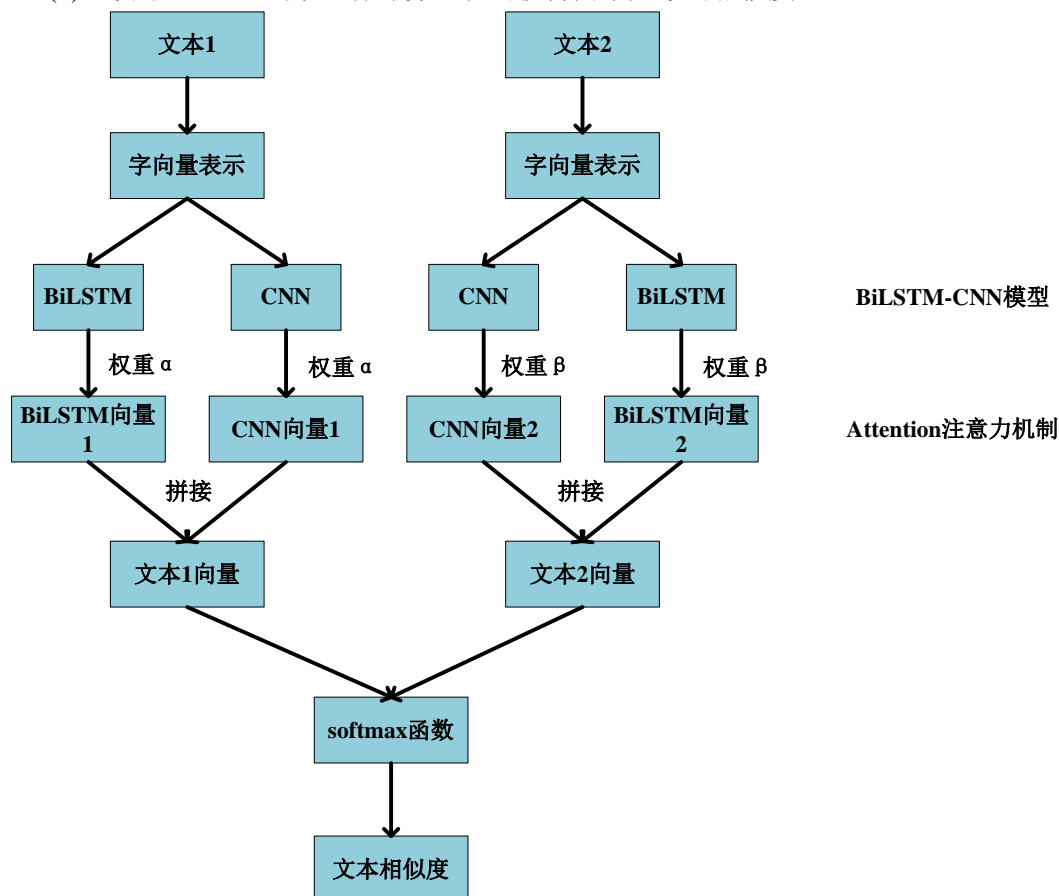 文本1
文本2
字向量表示
字向量表示
BiLSTM
CNN
CNN
BiLSTM
BiLSTM-CNN模型
权重α
权重α
权重β
权重β
BiLSTM向量
1
CNN向量1
CNN向量2
BiLSTM向量
2
Attention注意力机制
拼接
拼接
文本1向量
文本2向量
softmax函数
文本相似度